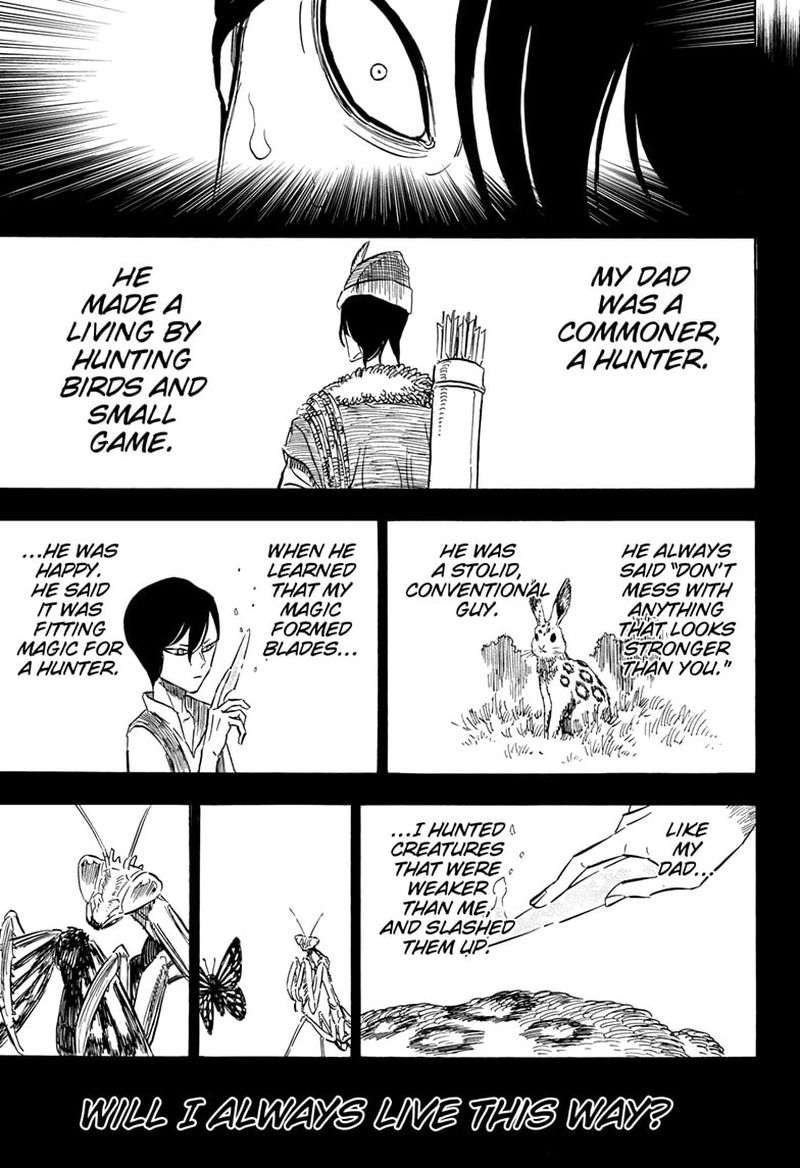 MY DAD
WAS A
COMMONER,
A HUNTER.
HE
MADE A
LIVING BY
HUNTING
BIRDS AND
SMALL
GAME.
HE ALWAYS
SAID "DON'T
MESS WITH
ANYTHING
THAT LOOKS
STRONGER
THAN YOU."
HE WAS
A STOLID,
CONVENTIONAL
GUY.
WHEN HE
LEARNED
THAT MY
MAGIC
FORMED
BLADES...
...HE WAS
HAPPY.
HE SAID
IT WAS
FITTING
MAGIC FOR
A HUNTER.
LIKE
MY
DAD...
...I HUNTED
CREATURES
THAT WERE
WEAKER
THAN ME,
AND SLASHED
THEM UP.
WILL I ALWAYS LIVE THIS WAY?